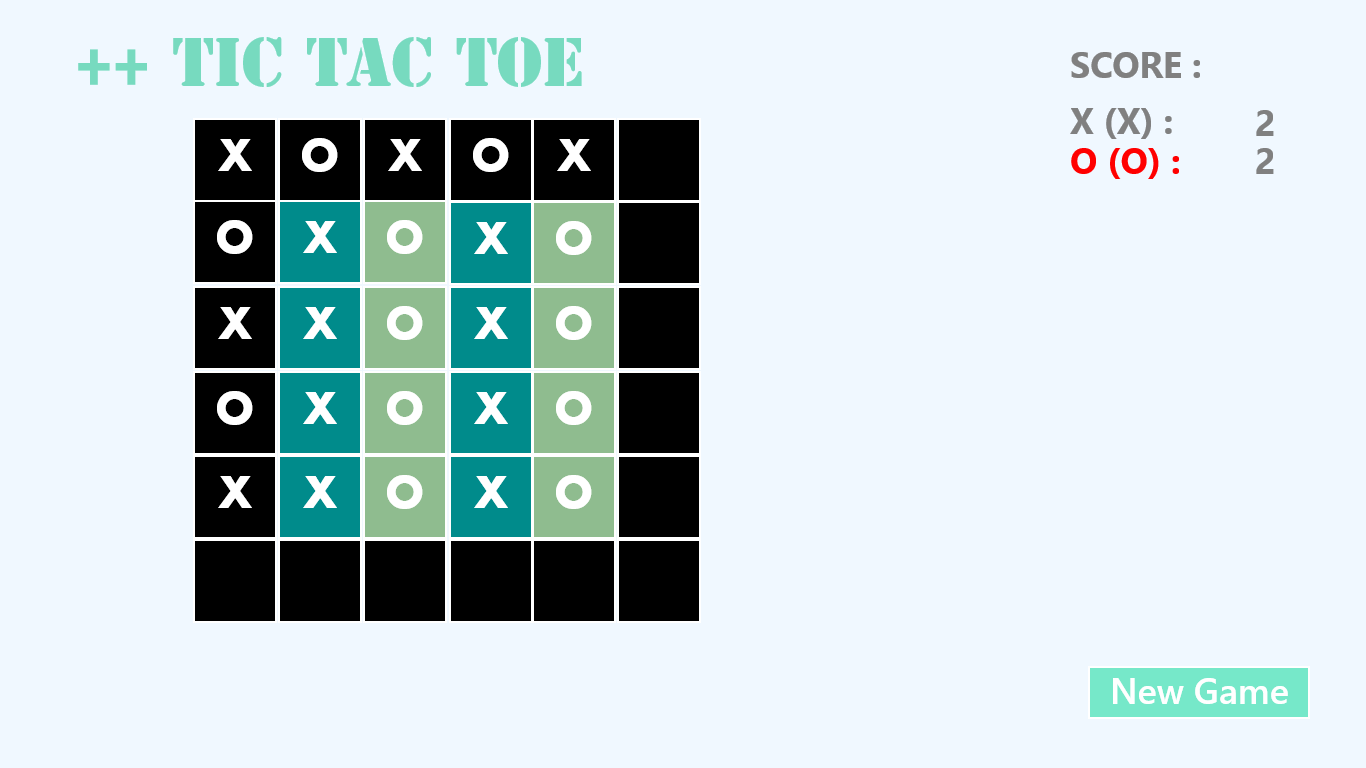 ++ TIC TAC TOE
SCORE :
X (X) : 2
O (O) : 2
X O X O X
O X O X O
X X O X O
O X O X O
X X O X O
New Game